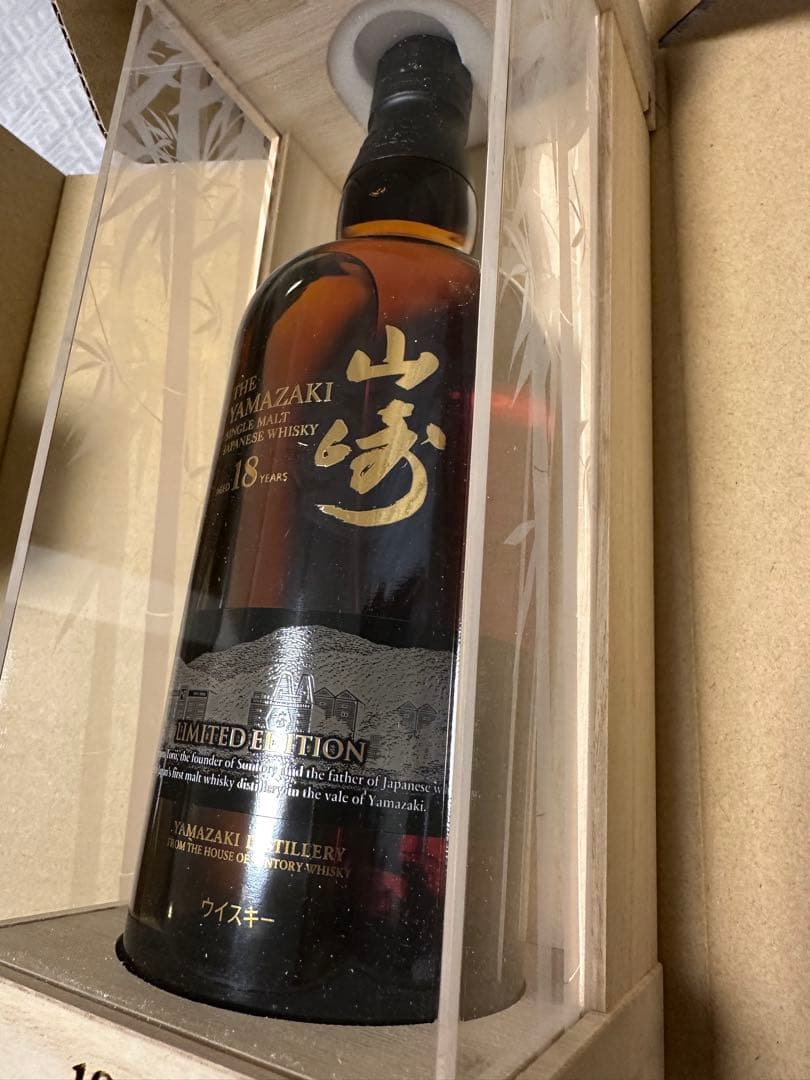 山崎
THE
YAMAZAKI
SINGLE MALT
JAPANESE WHISKY
AGED 18 YEARS
LIMITED EDITION
Torii, the founder of Suntory and the father of Japanese
first malt whisky distillery in the vale of Yamazaki.
YAMAZAKI DISTILLERY
FROM THE HOUSE OF SUNTORY WHISKY
ウイスキー